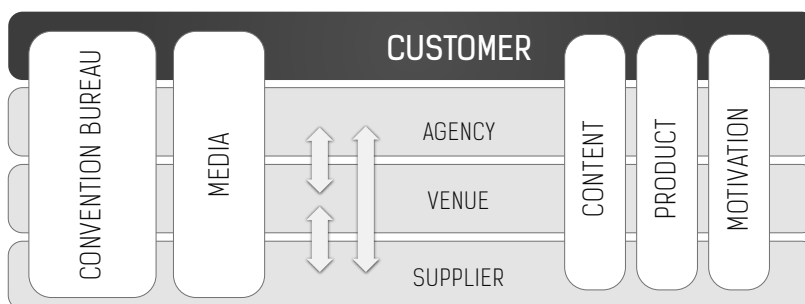 CUSTOMER
CONVENTION BUREAU
MEDIA
AGENCY
VENUE
SUPPLIER
CONTENT
PRODUCT
MOTIVATION